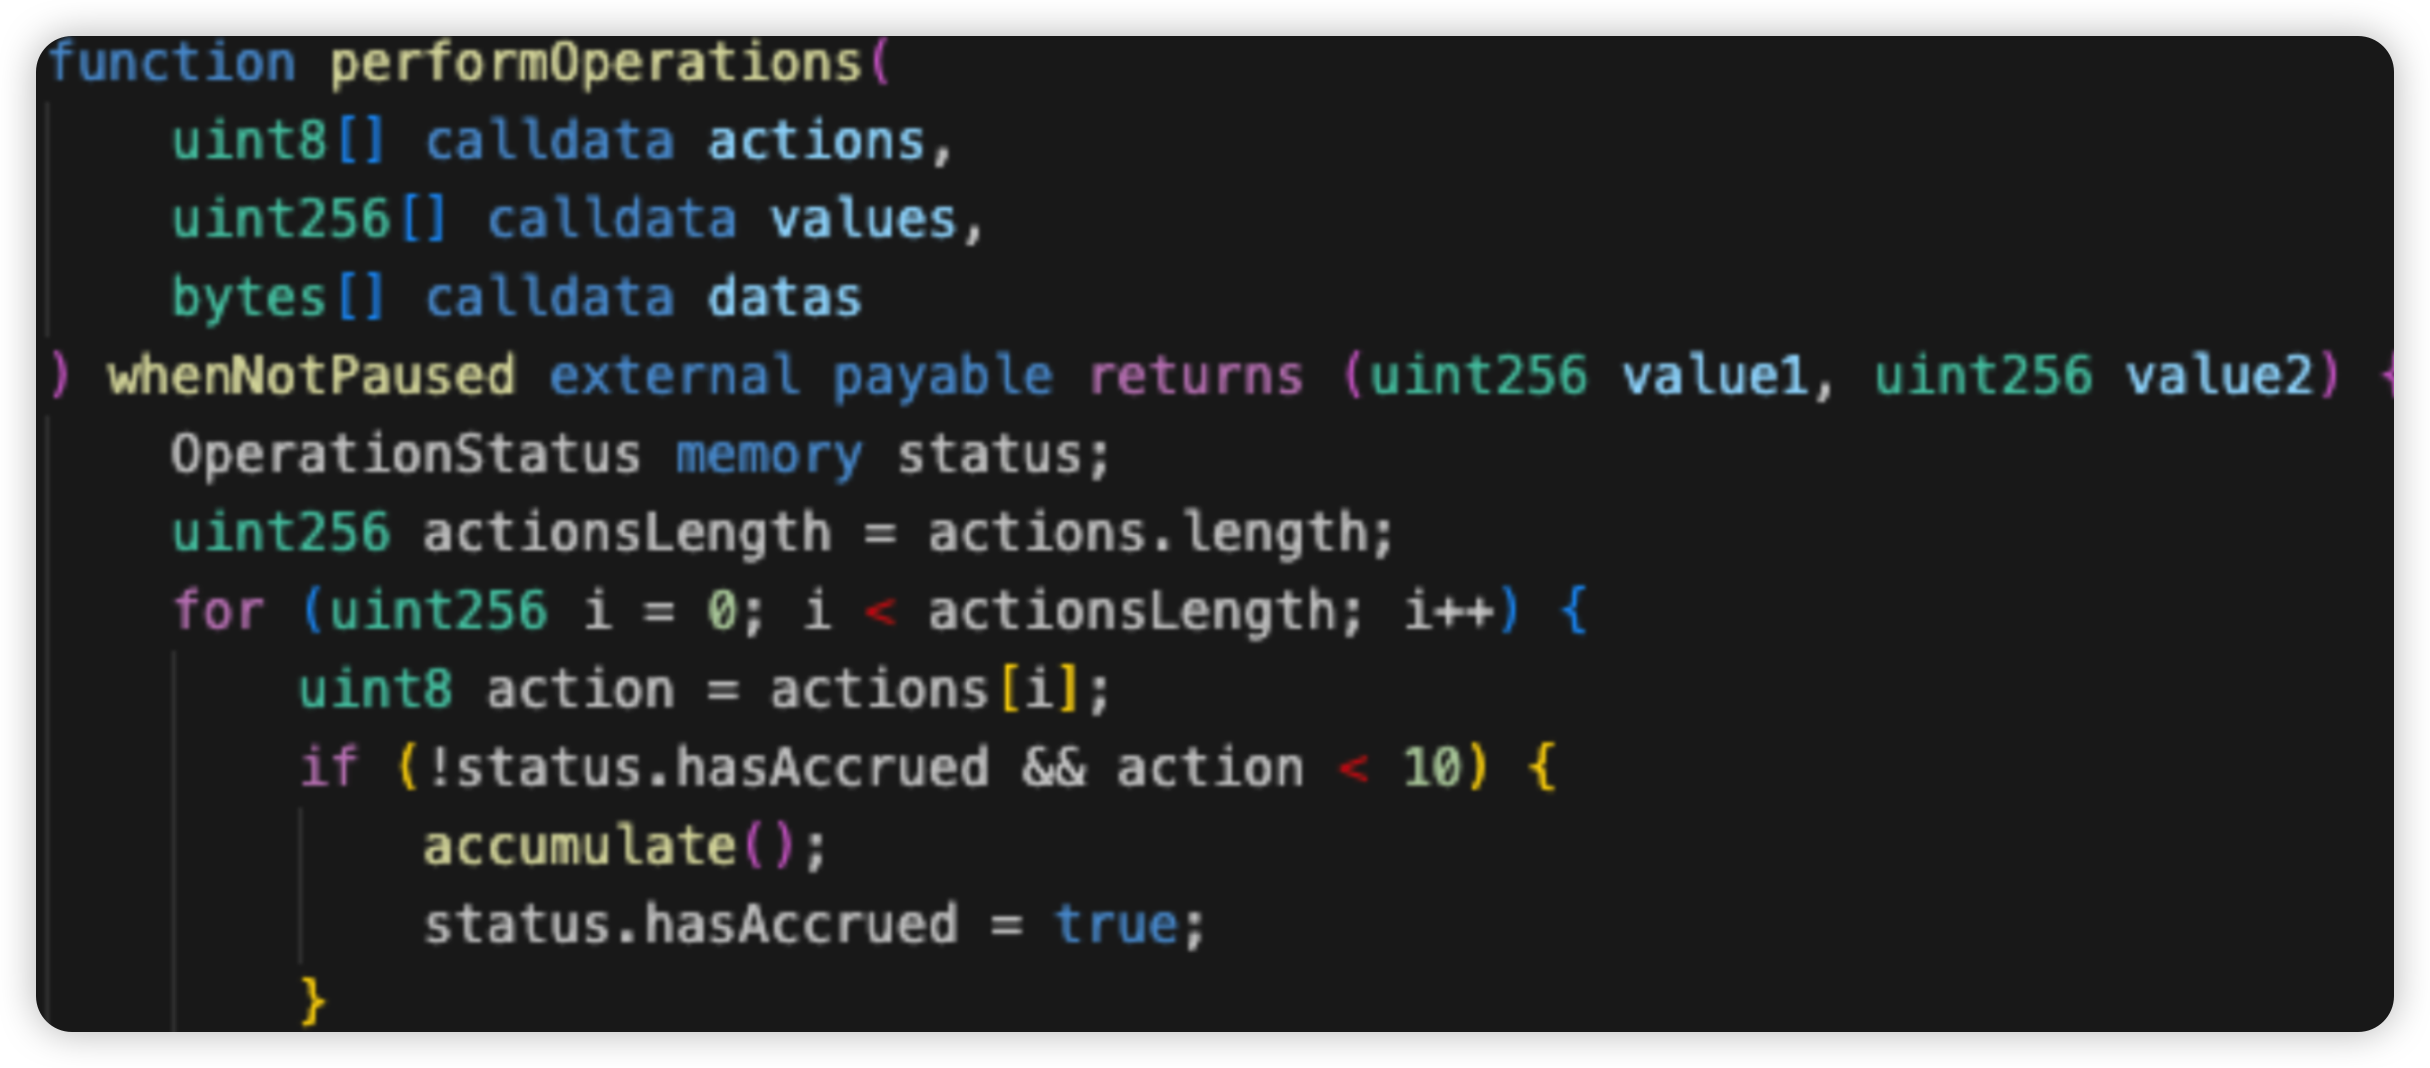 function performOperations(
uint8[] calldata actions,
uint256[] calldata values,
bytes[] calldata datas
) whenNotPaused external payable returns (uint256 value1, uint256 value2) {
OperationStatus memory status;
uint256 actionsLength = actions.length;
for (uint256 i = 0; i < actionsLength; i++) {
uint8 action = actions[i];
if (!status.hasAccrued && action < 10) {
accumulate();
status.hasAccrued = true;
}